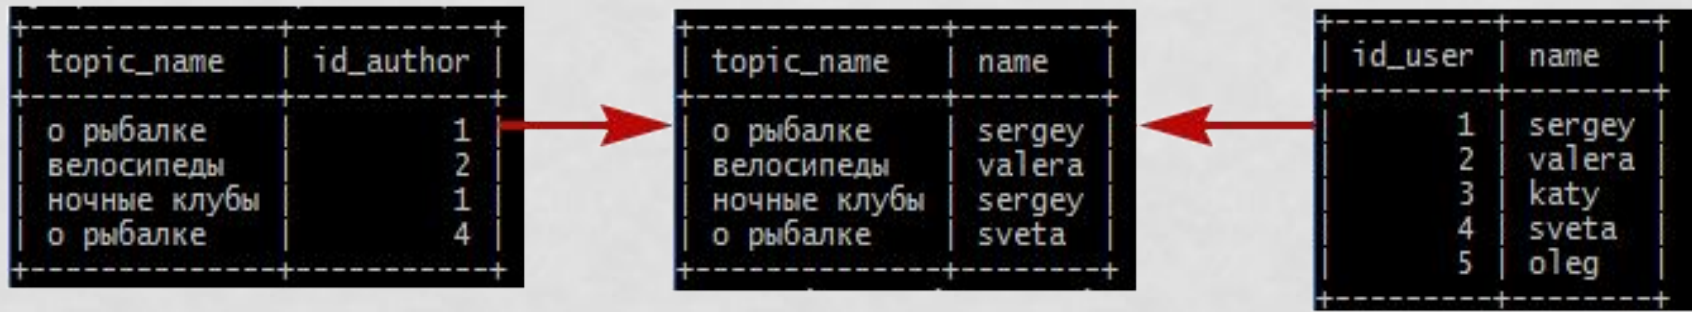 topic_name | id_author
о рыбалке | 1
велосипеды | 2
ночные клубы | 1
о рыбалке | 4
topic_name | name
о рыбалке | sergey
велосипеды | valera
ночные клубы | sergey
о рыбалке | sveta
id_user | name
1 | sergey
2 | valera
3 | katy
4 | sveta
5 | oleg